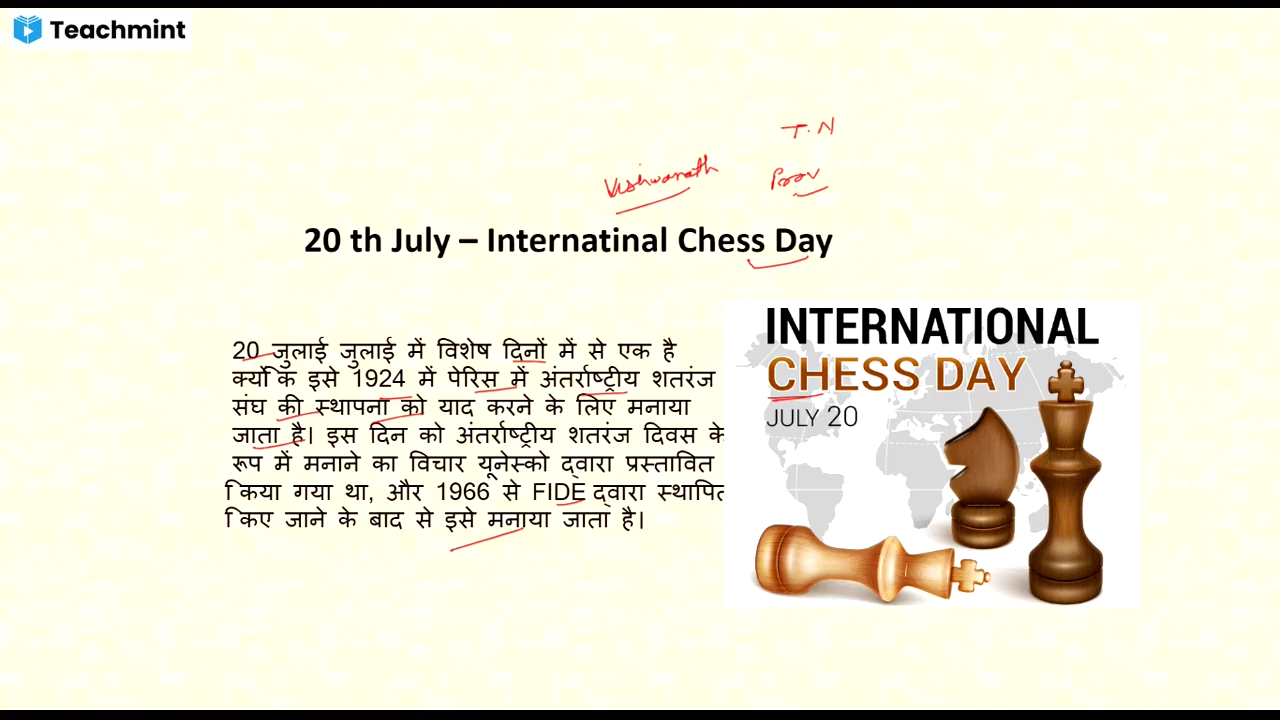 Teachmint
T.N
Vishwanath Prav
20 th July – Internatinal Chess Day
20 जुलाई जुलाई में विशेष दिनों में से एक है
क्योंकि इसे 1924 में पेरिस में अंतर्राष्ट्रीय शतरंज
संघ की स्थापना को याद करने के लिए मनाया
जाता है। इस दिन को अंतर्राष्ट्रीय शतरंज दिवस के
रूप में मनाने का विचार यूनेस्को द्वारा प्रस्तावित
किया गया था, और 1966 से FIDE द्वारा स्थापित
किए जाने के बाद से इसे मनाया जाता है।
INTERNATIONAL
CHESS DAY
JULY 20